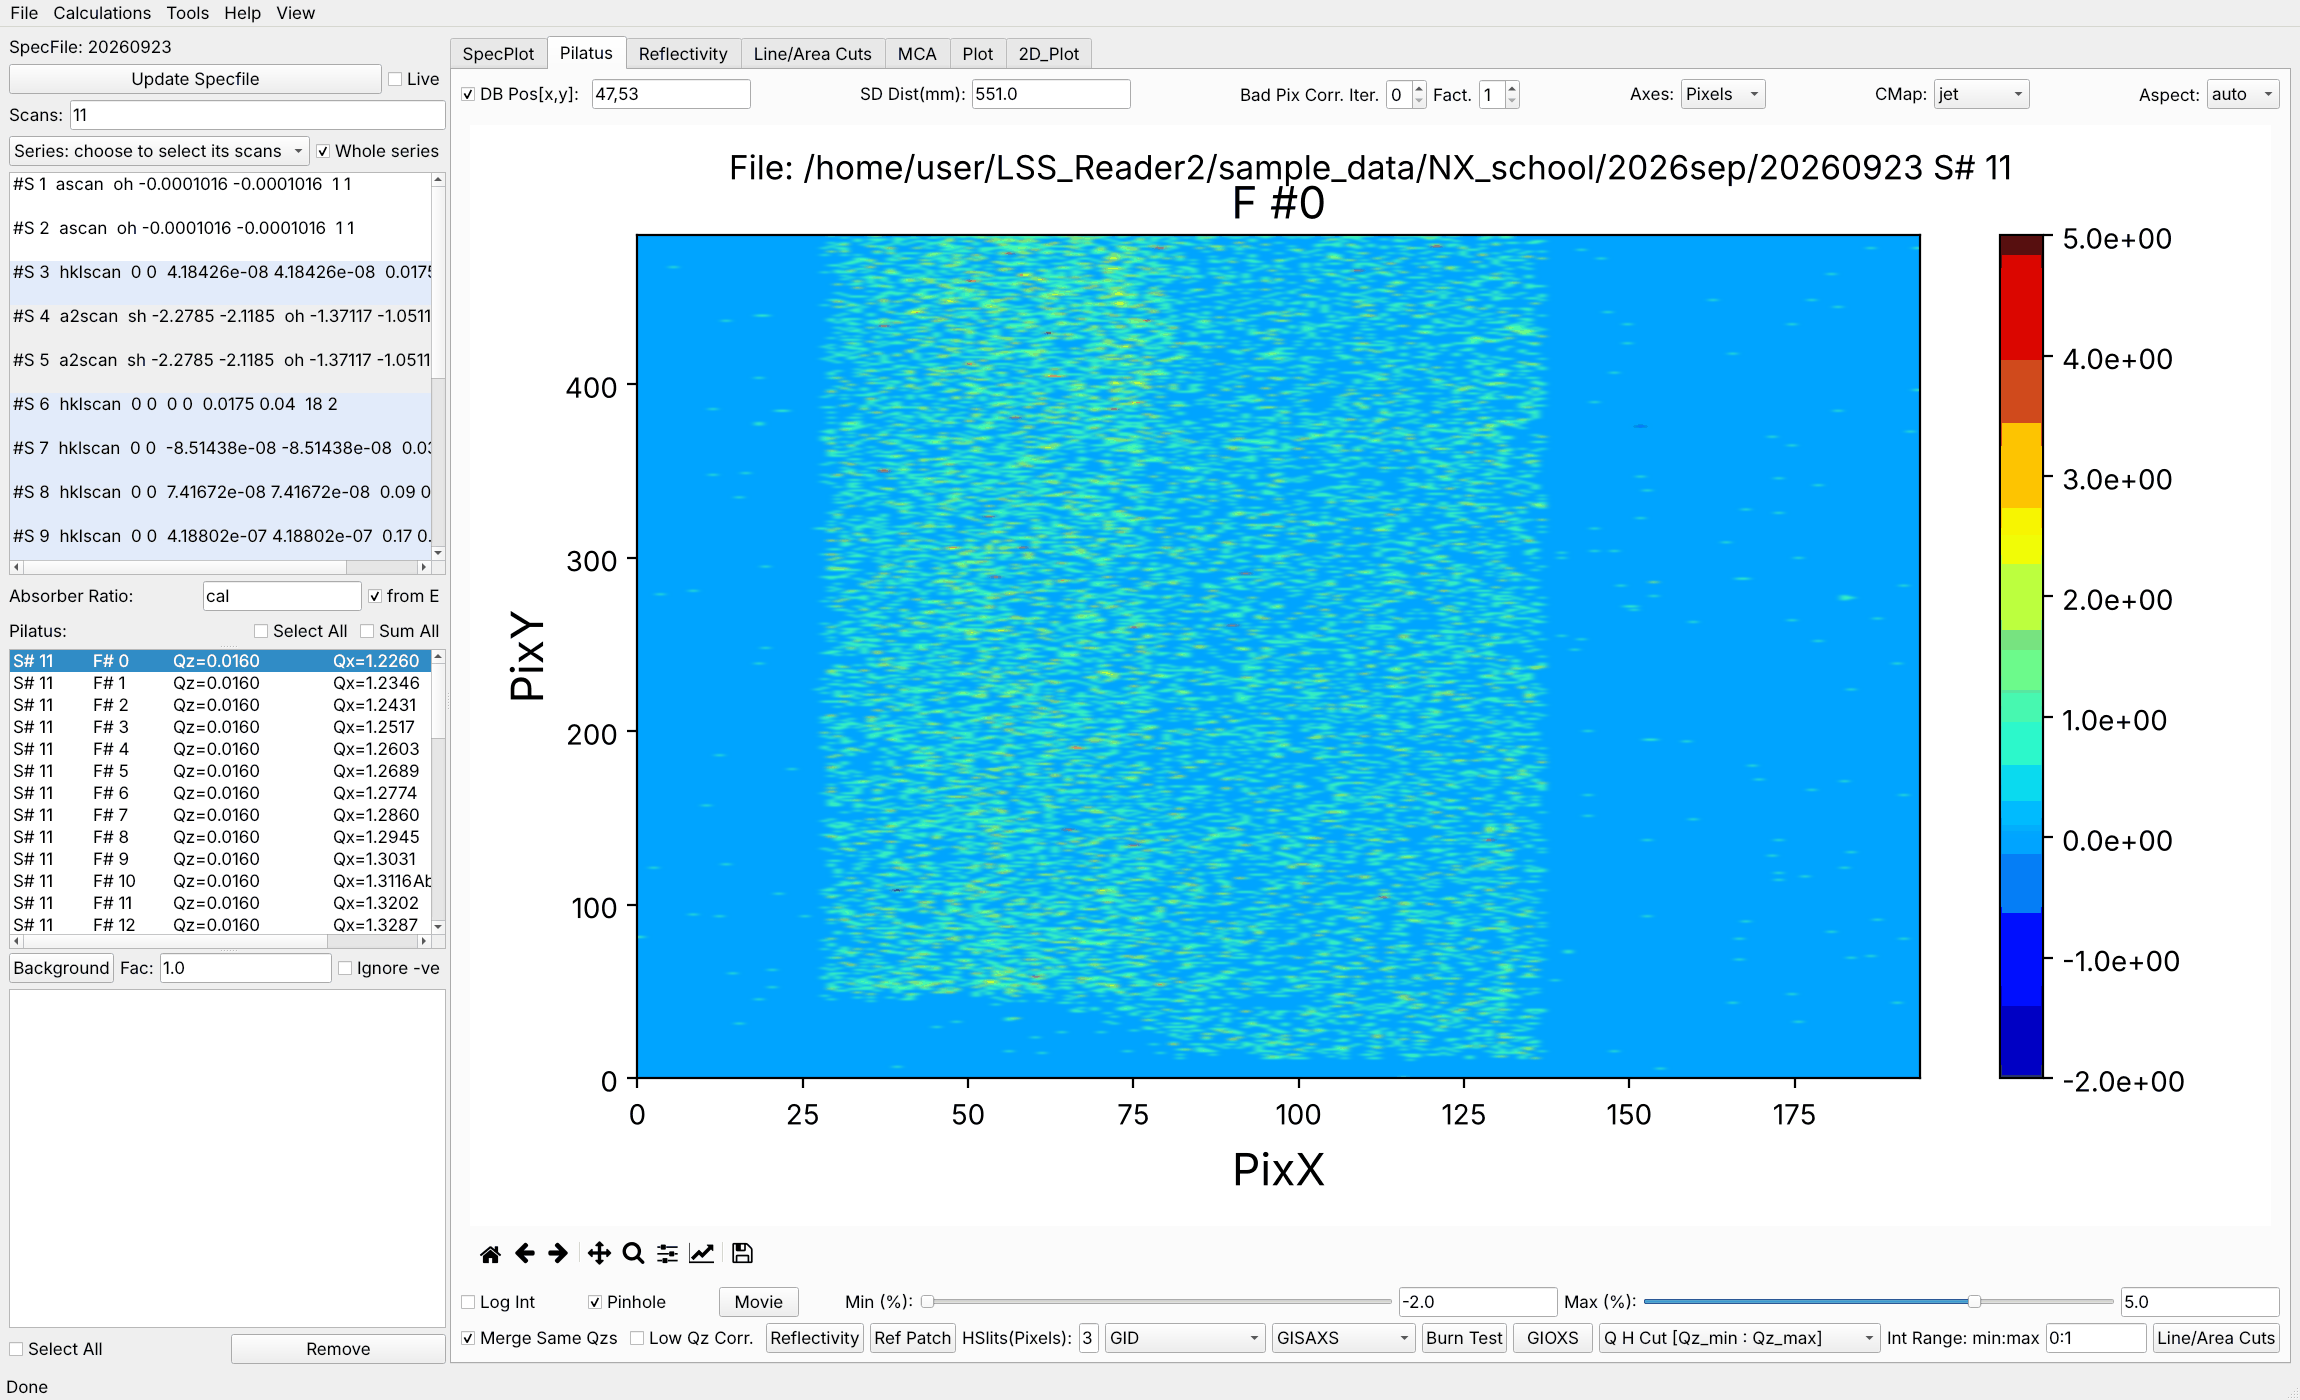 File Calculations Tools Help View
SpecFile: 20260923
Update Specfile Live
Scans: 11
Series: choose to select its scans Whole series
#S 1 ascan oh -0.0001016 -0.0001016 1 1
#S 2 ascan oh -0.0001016 -0.0001016 1 1
#S 3 hklscan 0 0 4.18426e-08 4.18426e-08 0.0175
#S 4 a2scan sh -2.2785 -2.1185 oh -1.37117 -1.0511
#S 5 a2scan sh -2.2785 -2.1185 oh -1.37117 -1.0511
#S 6 hklscan 0 0 0 0 0.0175 0.04 18 2
#S 7 hklscan 0 0 -8.51438e-08 -8.51438e-08 0.03
#S 8 hklscan 0 0 7.41672e-08 7.41672e-08 0.09 0
#S 9 hklscan 0 0 4.18802e-07 4.18802e-07 0.17 0.
Absorber Ratio: cal from E
Pilatus: Select All Sum All
S# 11 F# 0 Qz=0.0160 Qx=1.2260
S# 11 F# 1 Qz=0.0160 Qx=1.2346
S# 11 F# 2 Qz=0.0160 Qx=1.2431
S# 11 F# 3 Qz=0.0160 Qx=1.2517
S# 11 F# 4 Qz=0.0160 Qx=1.2603
S# 11 F# 5 Qz=0.0160 Qx=1.2689
S# 11 F# 6 Qz=0.0160 Qx=1.2774
S# 11 F# 7 Qz=0.0160 Qx=1.2860
S# 11 F# 8 Qz=0.0160 Qx=1.2945
S# 11 F# 9 Qz=0.0160 Qx=1.3031
S# 11 F# 10 Qz=0.0160 Qx=1.3116Ab
S# 11 F# 11 Qz=0.0160 Qx=1.3202
S# 11 F# 12 Qz=0.0160 Qx=1.3287
Background Fac: 1.0 Ignore -ve
Select All Remove
Done
SpecPlot Pilatus Reflectivity Line/Area Cuts MCA Plot 2D_Plot
DB Pos[x,y]: 47,53 SD Dist(mm): 551.0 Bad Pix Corr. Iter. 0 Fact. 1 Axes: Pixels CMap: jet Aspect: auto
File: /home/user/LSS_Reader2/sample_data/NX_school/2026sep/20260923 S# 11
F #0
PixY
400
300
200
100
0
0 25 50 75 100 125 150 175
PixX
5.0e+00
4.0e+00
3.0e+00
2.0e+00
1.0e+00
0.0e+00
-1.0e+00
-2.0e+00
Log Int Pinhole Movie Min (%): -2.0 Max (%): 5.0
Merge Same Qzs Low Qz Corr. Reflectivity Ref Patch HSlits(Pixels): 3 GID GISAXS Burn Test GIOXS Q H Cut [Qz_min : Qz_max] Int Range: min:max 0:1 Line/Area Cuts